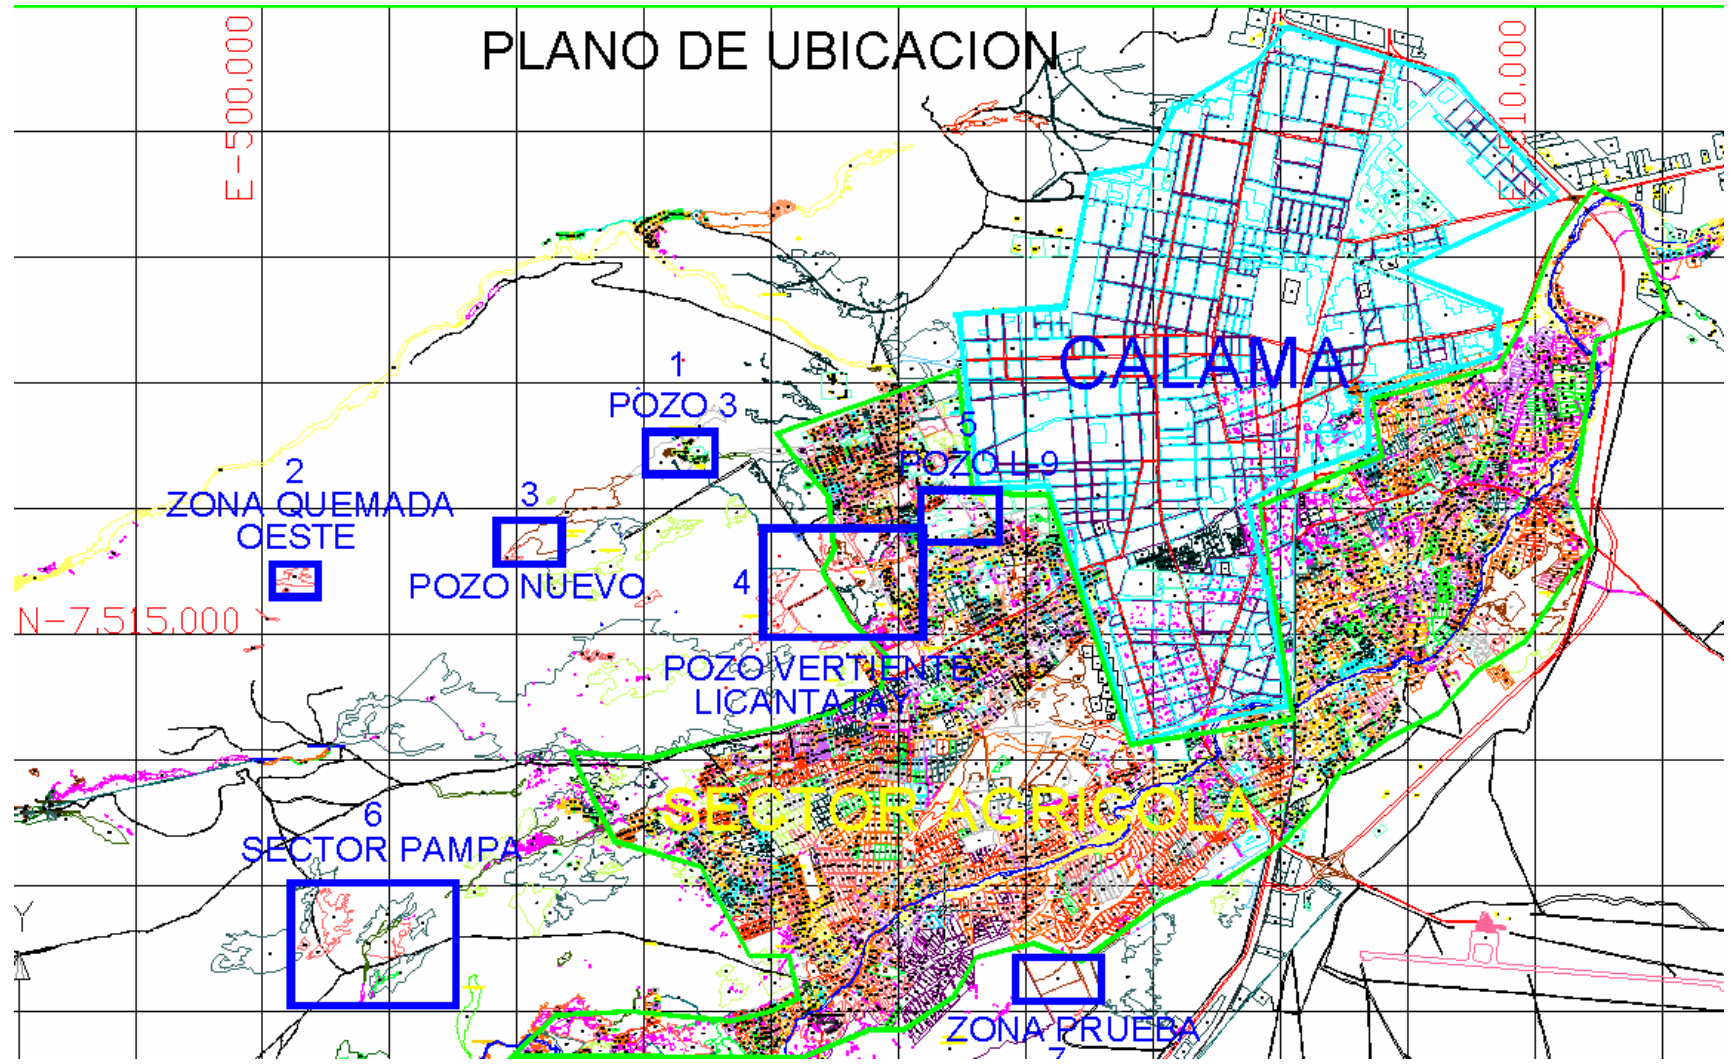 PLANO DE UBICACION
E-500,000
10,000
CALAMA
1
POZO 3
5
POZO L-9
2
ZONA QUEMADA
OESTE
3
POZO NUEVO
4
N-7,515,000
POZO VERTIENTE
LICANTATAY
SECTOR AGRICOLA
6
SECTOR PAMPA
Y
ZONA PRUEBA
7